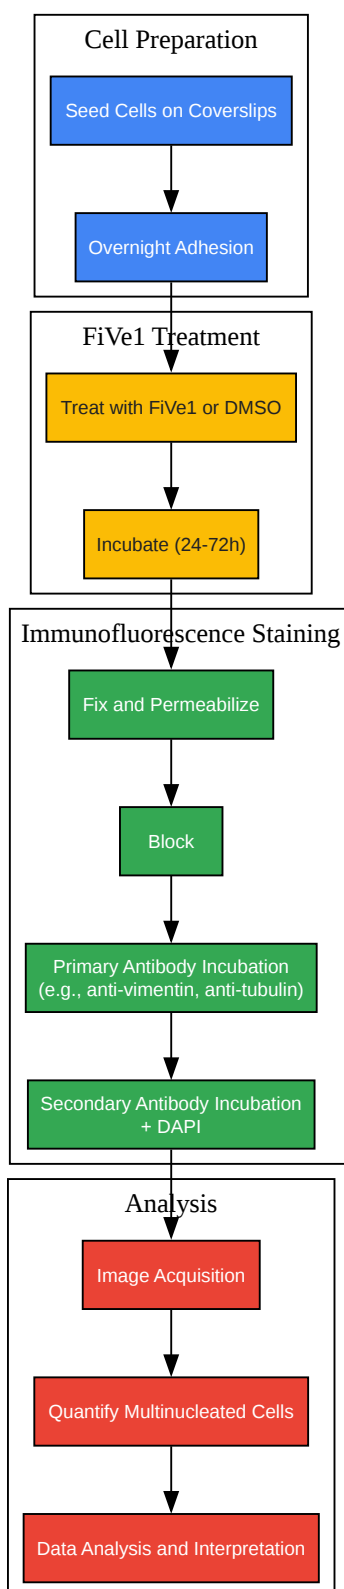 Cell Preparation
Seed Cells on Coverslips
Overnight Adhesion
FiVe1 Treatment
Treat with FiVe1 or DMSO
Incubate (24-72h)
Immunofluorescence Staining
Fix and Permeabilize
Block
Primary Antibody Incubation
(e.g., anti-vimentin, anti-tubulin)
Secondary Antibody Incubation
+ DAPI
Analysis
Image Acquisition
Quantify Multinucleated Cells
Data Analysis and Interpretation